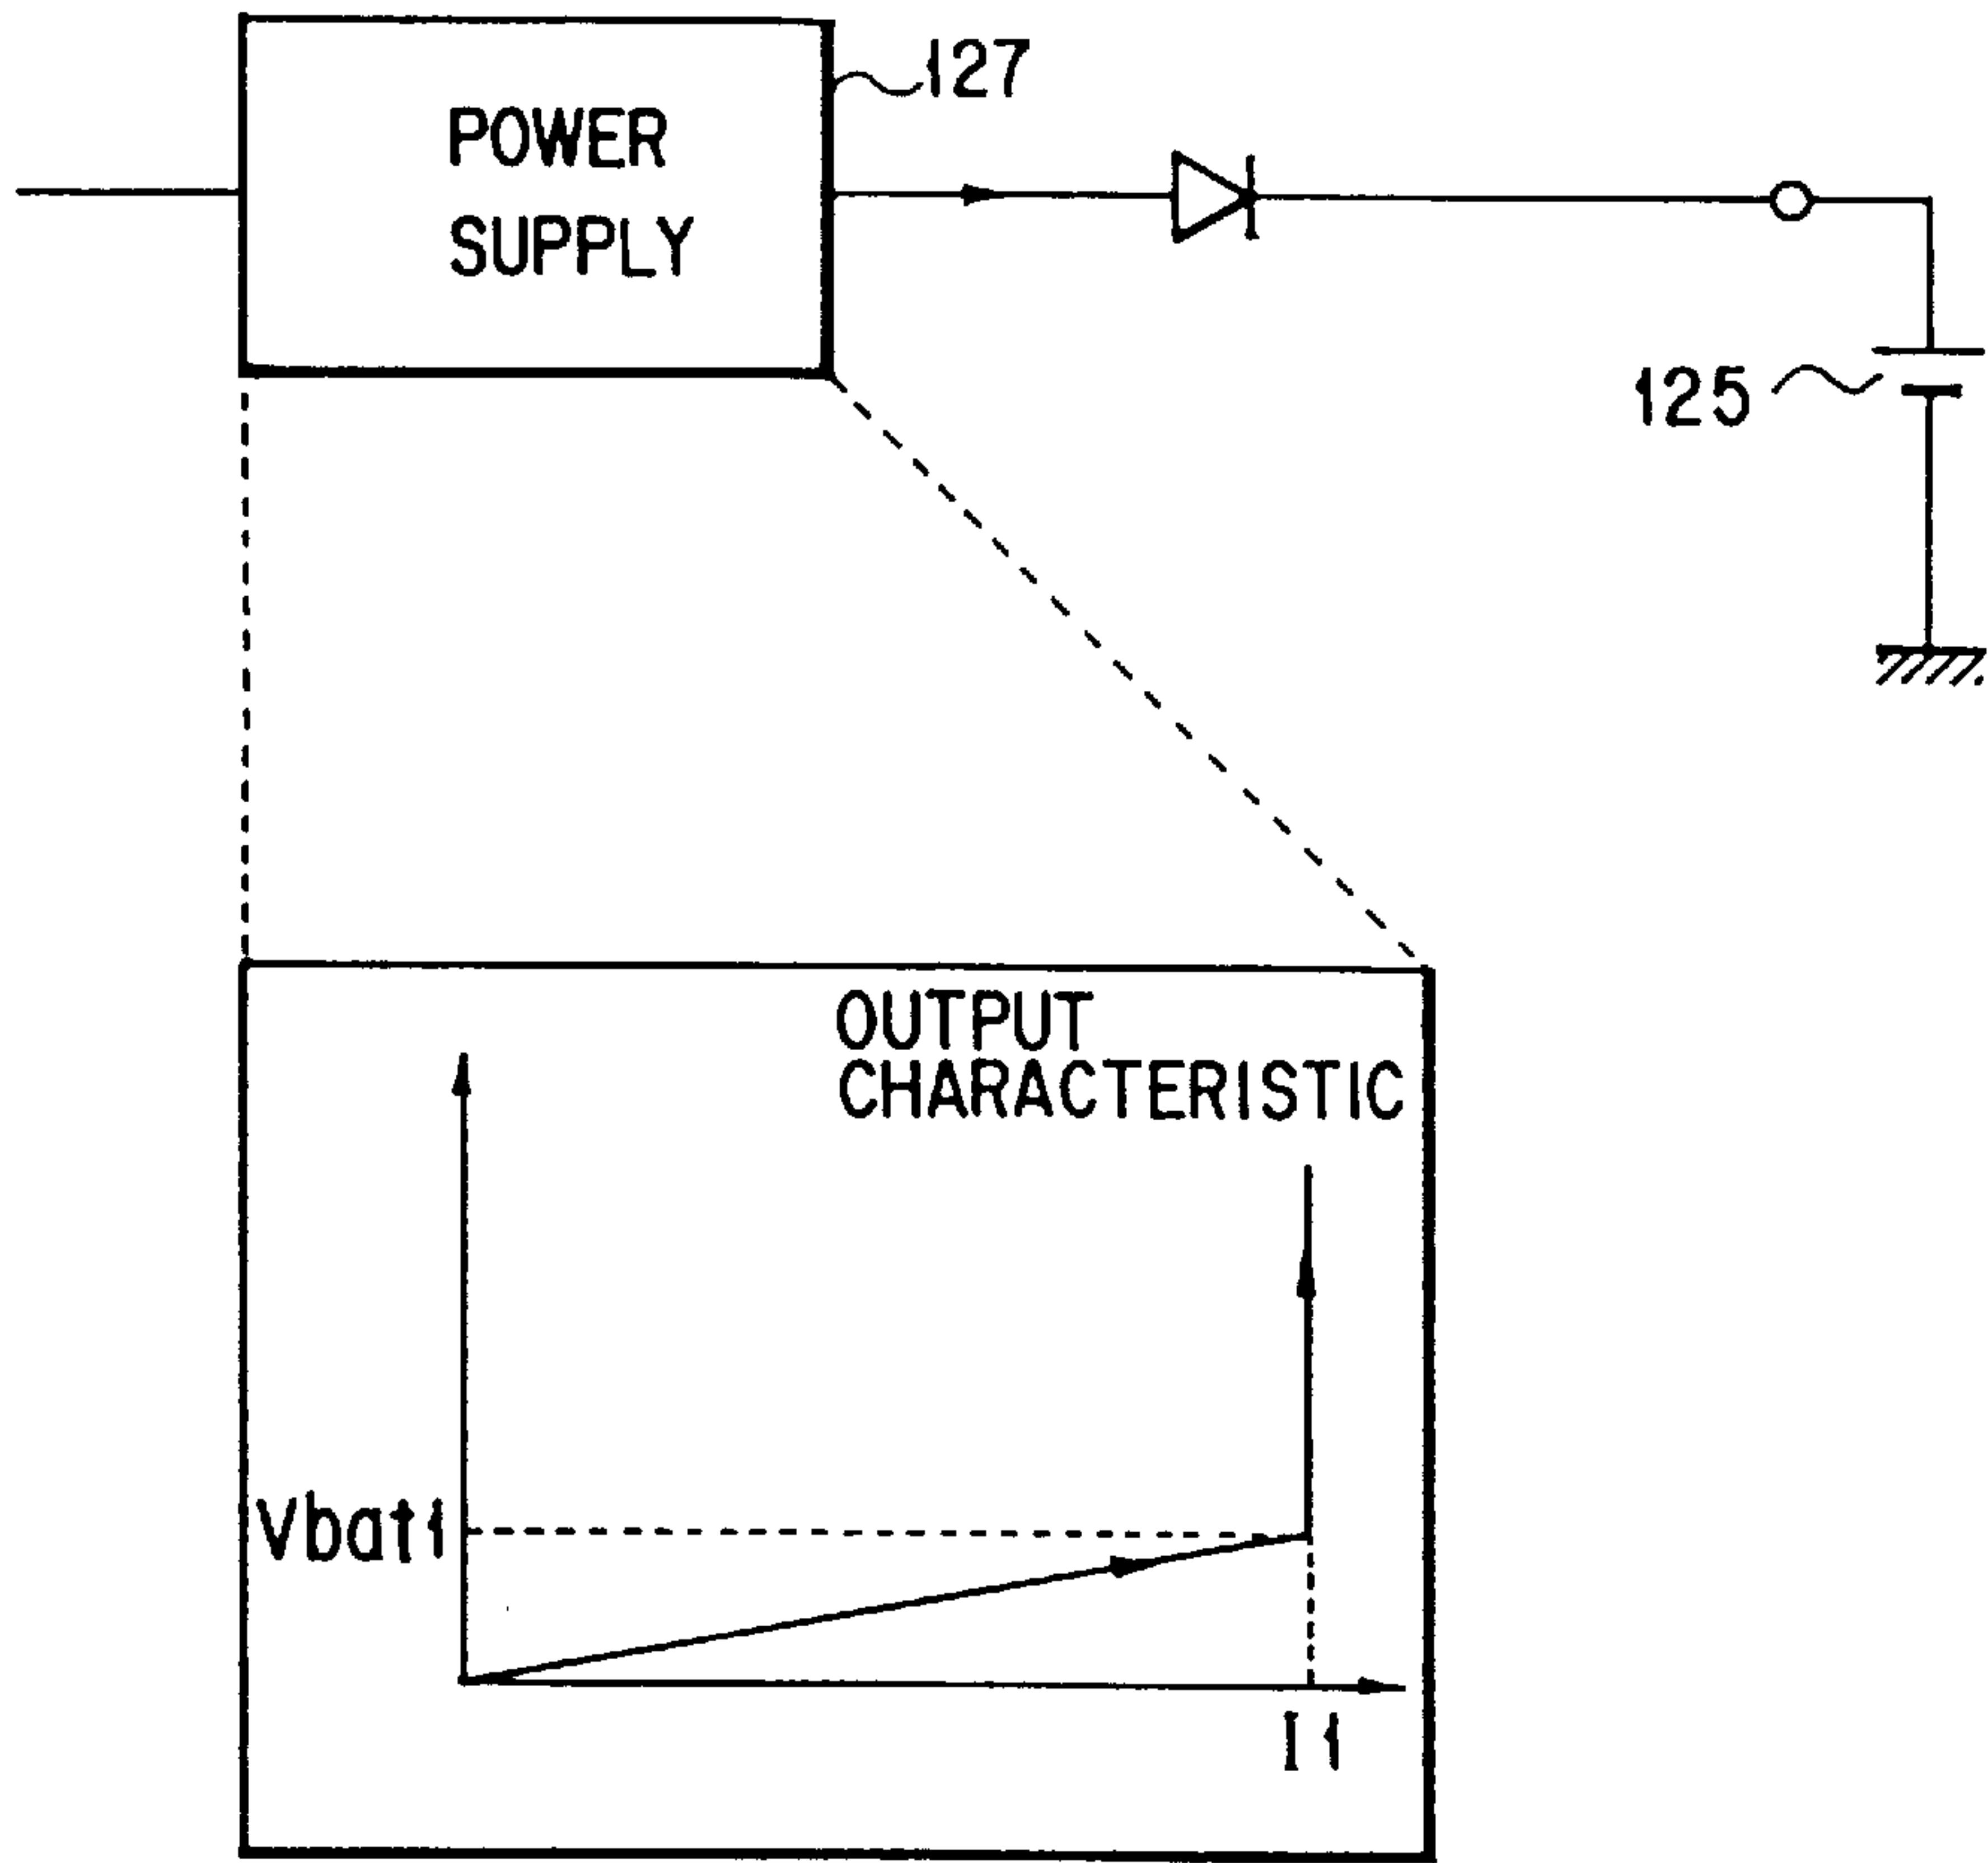 127
POWER
SUPPLY
125
OUTPUT
CHARACTERISTIC
Vbat1
I1